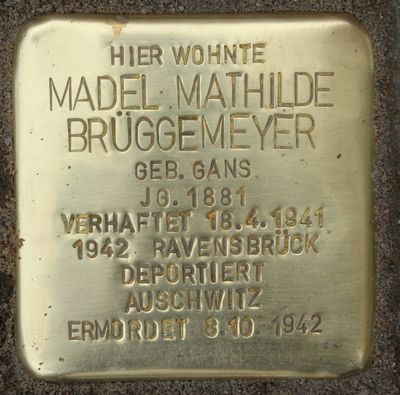 HIER WOHNTE
MADEL MATHILDE
BRÜGGEMEYER
GEB. GANS
JG. 1881
VERHAFTET 18.4.1941
1942 RAVENSBRÜCK
DEPORTIERT
AUSCHWITZ
ERMORDET 8.10 1942